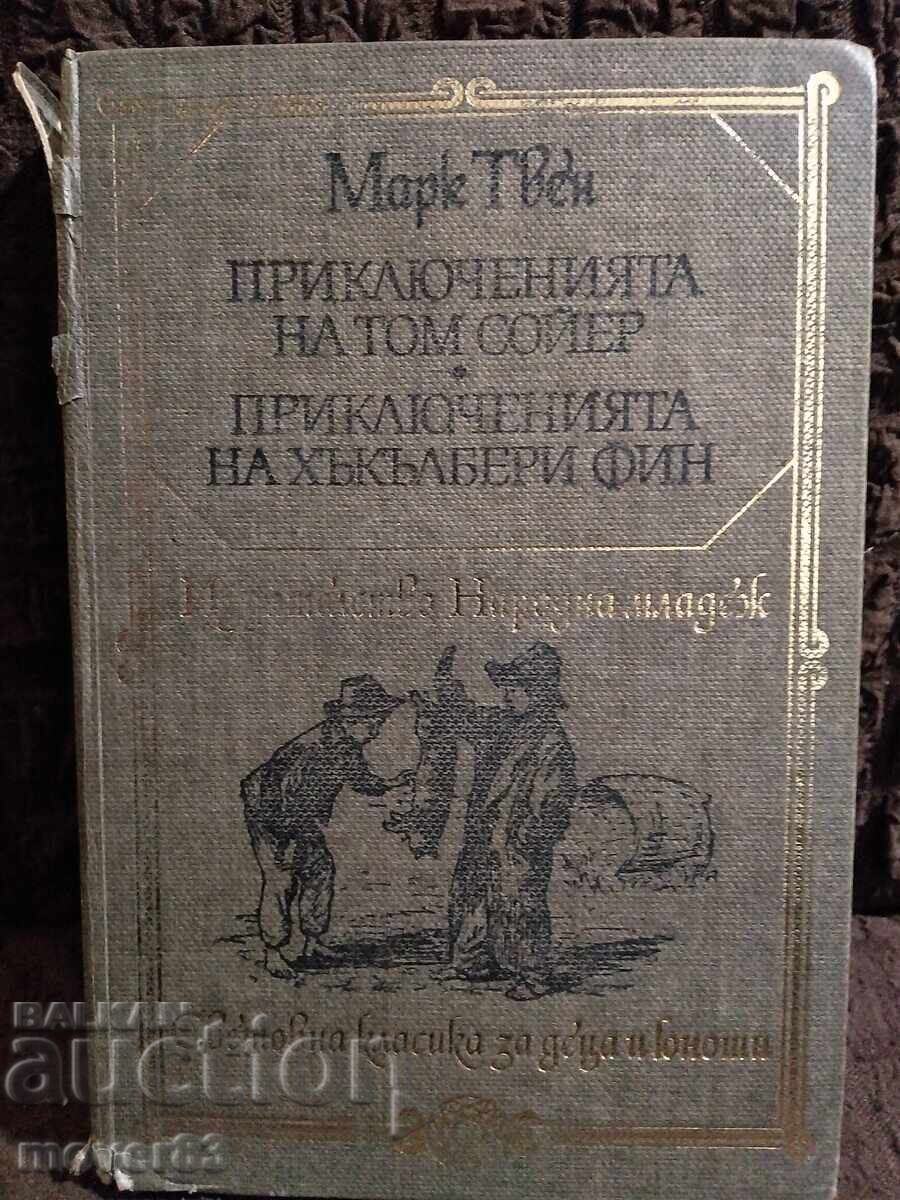 Марк Твен
ПРИКЛЮЧЕНИЯТА
НА ТОМ СОЙЕР
•
ПРИКЛЮЧЕНИЯТА
НА ХЪКЪЛБЕРИ ФИН
Издателство Народна младеж
Световна класика за деца и юноши
BALKAN
auction
mover63